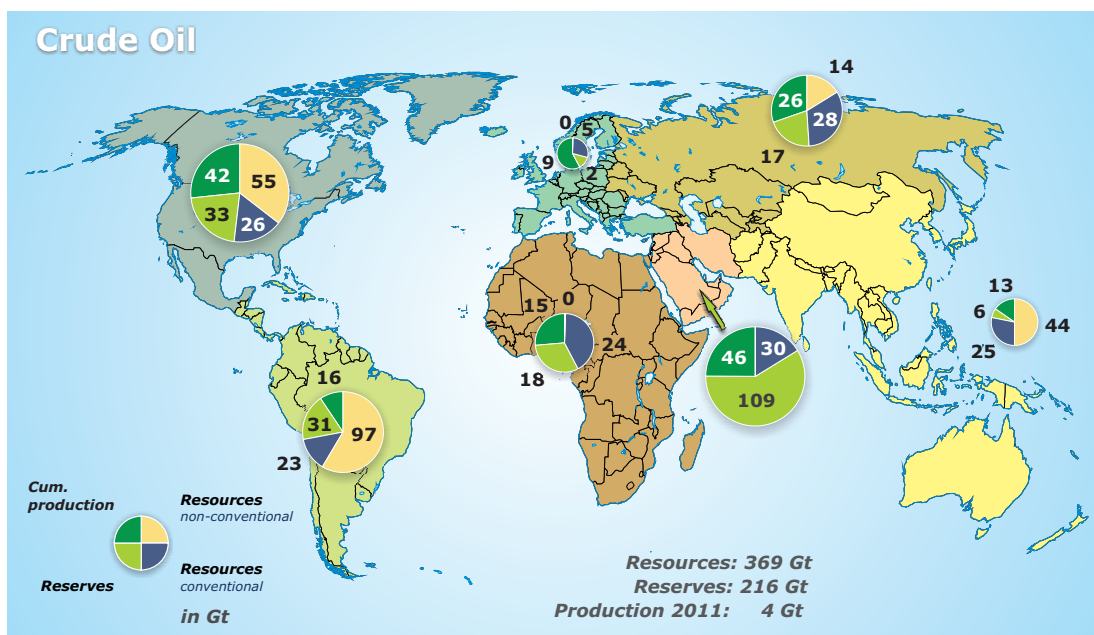 Crude Oil
14
26
28
17
0
5
9
2
42
55
33
26
13
6
44
25
15
0
24
18
46
30
109
16
31
97
23
Cum.
production
Resources
non-conventional
Reserves
Resources
conventional
in Gt
Resources: 369 Gt
Reserves: 216 Gt
Production 2011: 4 Gt